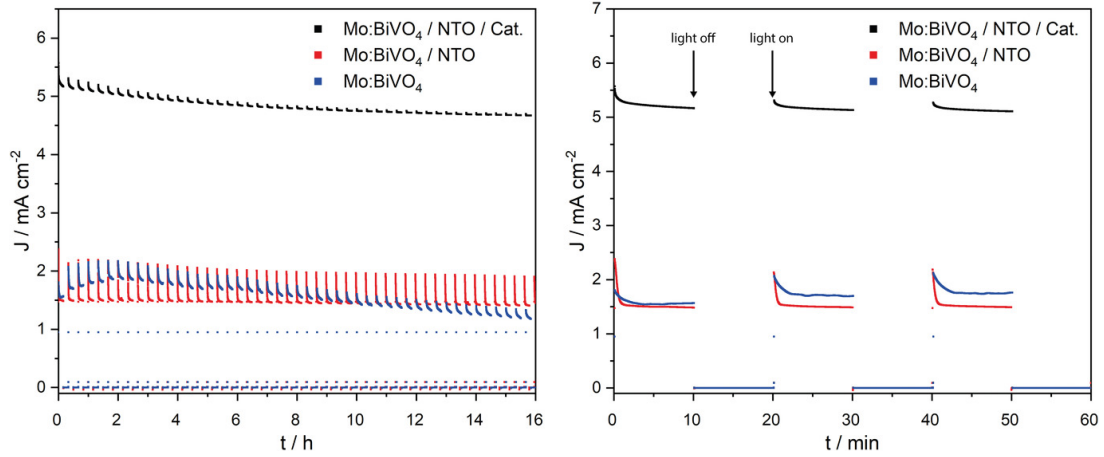 Mo:BiVO₄ / NTO / Cat.
Mo:BiVO₄ / NTO
Mo:BiVO₄
J / mA cm⁻²
6
5
4
3
2
1
0
0 2 4 6 8 10 12 14 16
t / h
Mo:BiVO₄ / NTO / Cat.
Mo:BiVO₄ / NTO
Mo:BiVO₄
light off light on
J / mA cm⁻²
7
6
5
4
3
2
1
0
0 10 20 30 40 50 60
t / min